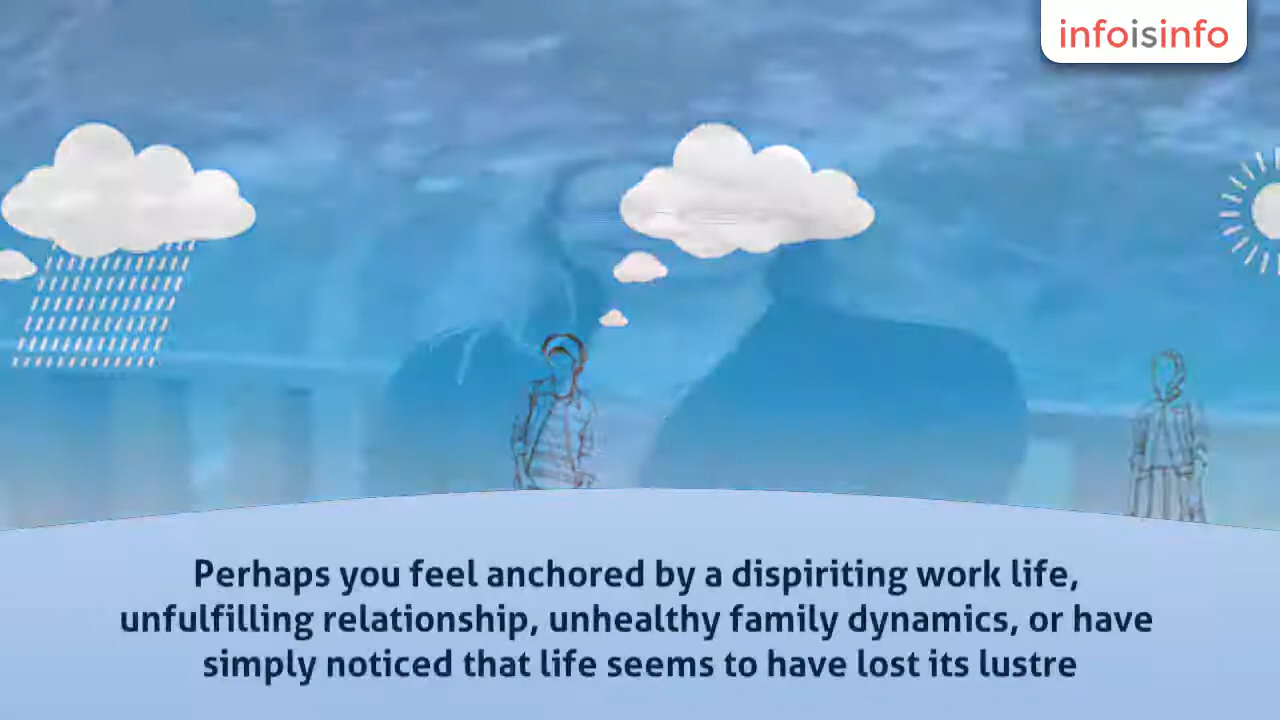 infoisinfo
Perhaps you feel anchored by a dispiriting work life,
unfulfilling relationship, unhealthy family dynamics, or have
simply noticed that life seems to have lost its lustre